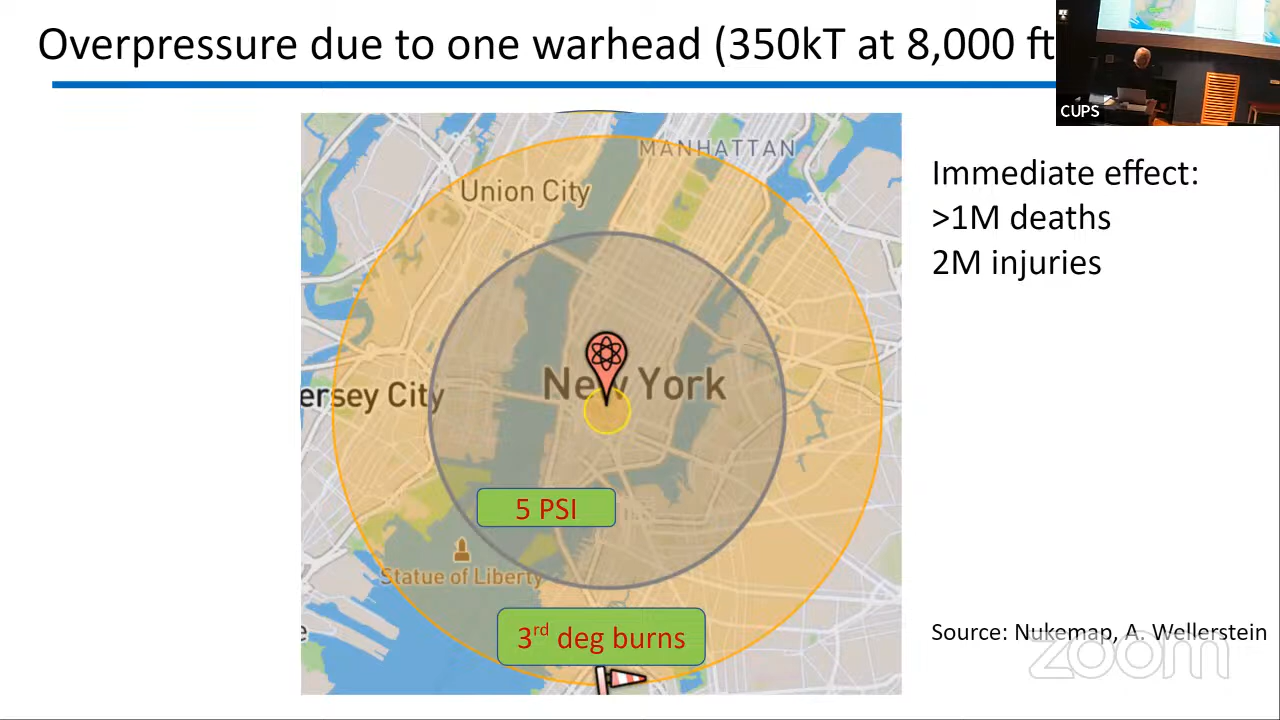 Overpressure due to one warhead (350kT at 8,000 ft
CUPS
MANHATTAN
Union City
Immediate effect:
>1M deaths
2M injuries
New York
ersey City
5 PSI
Statue of Liberty
3rd deg burns
Source: Nukemap, A. Wellerstein
zoom